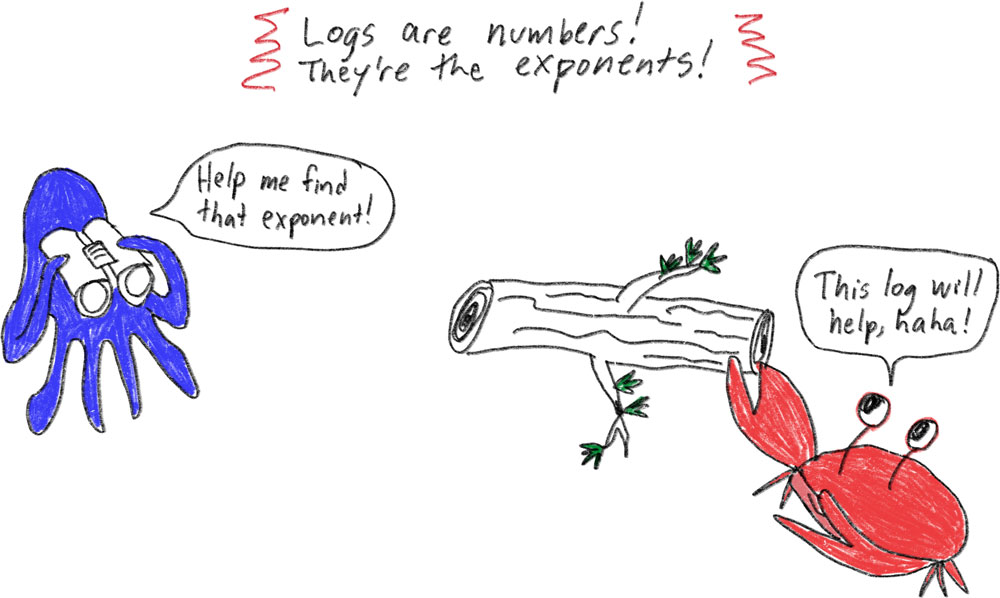 Logs are numbers!
They're the exponents!
Help me find
that exponent!
This log will
help, haha!